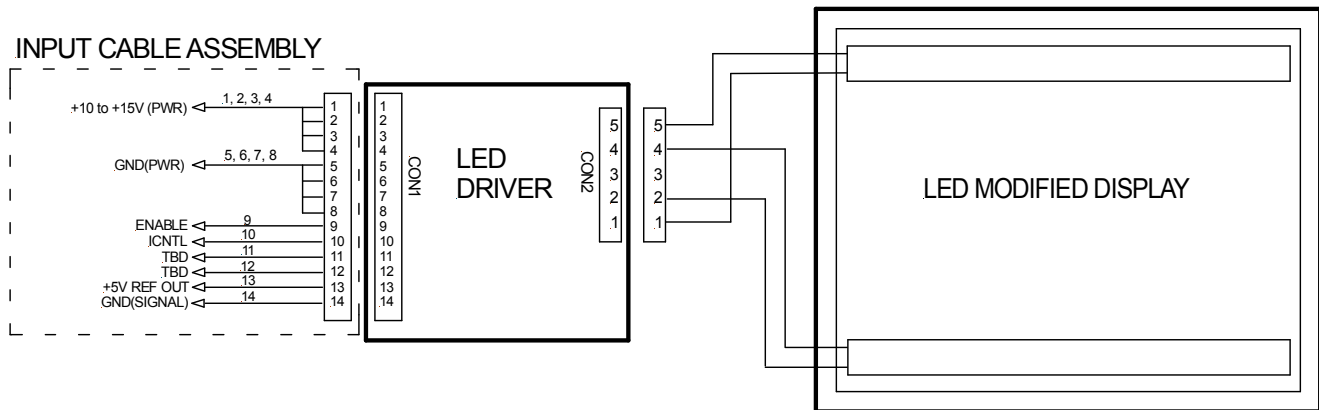 INPUT CABLE ASSEMBLY
+10 to +15V (PWR)
1, 2, 3, 4
GND(PWR)
5, 6, 7, 8
ENABLE
9
ICNTL
10
TBD
11
TBD
12
+5V REF OUT
13
GND(SIGNAL)
14
1
2
3
4
5
6
7
8
9
10
11
12
13
14
1
2
3
4
5
6
7
8
9
10
11
12
13
14
CON1
LED
DRIVER
CON2
5
4
3
2
1
5
4
3
2
1
LED MODIFIED DISPLAY